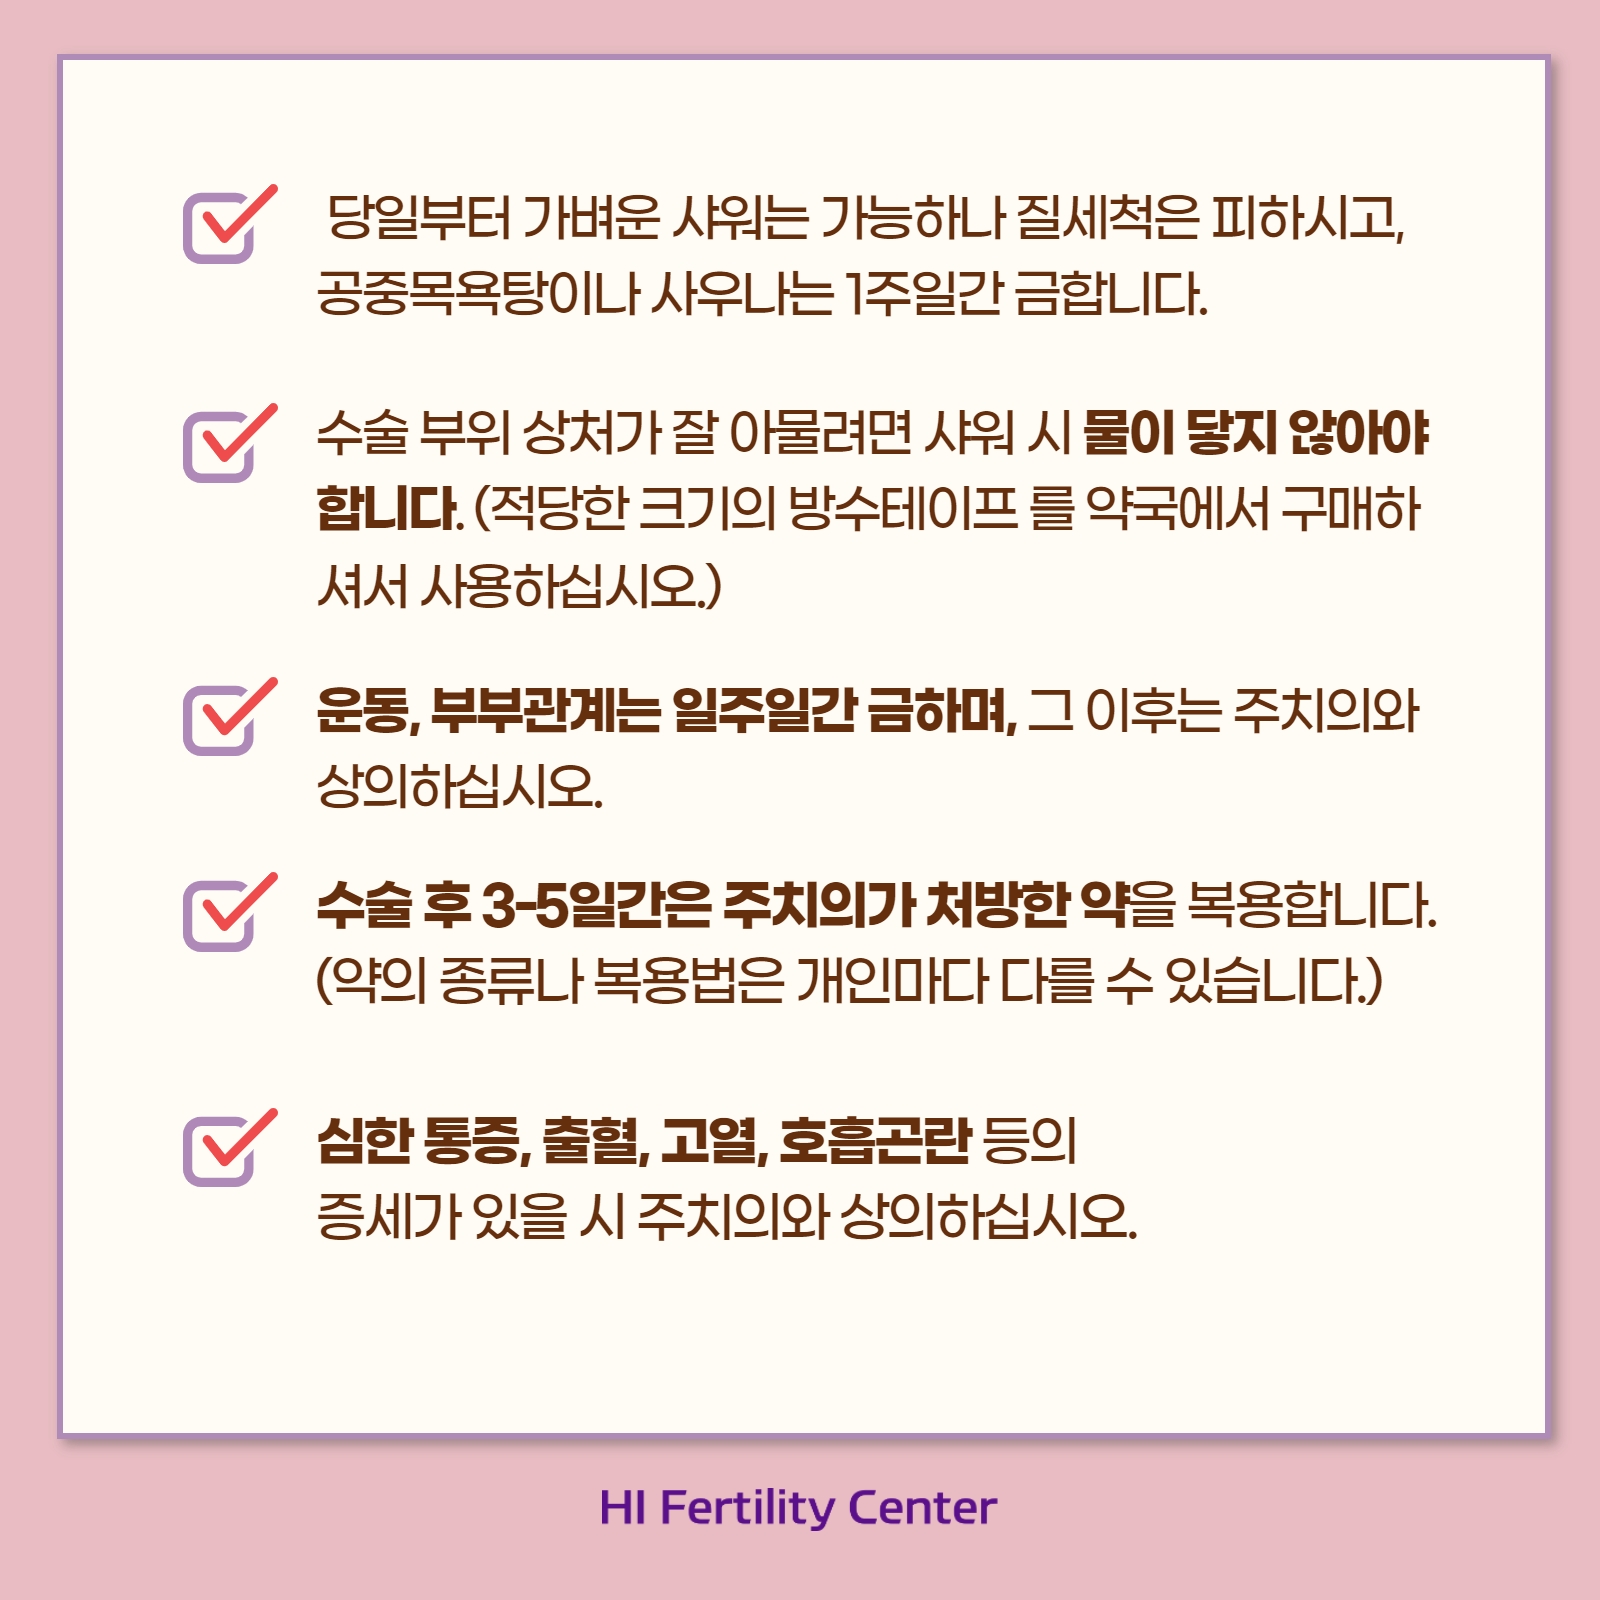 당일부터 가벼운 샤워는 가능하나 질세척은 피하시고,
공중목욕탕이나 사우나는 1주일간 금합니다.
수술 부위 상처가 잘 아물려면 샤워 시 물이 닿지 않아야
합니다. (적당한 크기의 방수테이프 를 약국에서 구매하
셔서 사용하십시오.)
운동, 부부관계는 일주일간 금하며, 그 이후는 주치의와
상의하십시오.
수술 후 3-5일간은 주치의가 처방한 약을 복용합니다.
(약의 종류나 복용법은 개인마다 다를 수 있습니다.)
심한 통증, 출혈, 고열, 호흡곤란 등의
증세가 있을 시 주치의와 상의하십시오.
HI Fertility Center